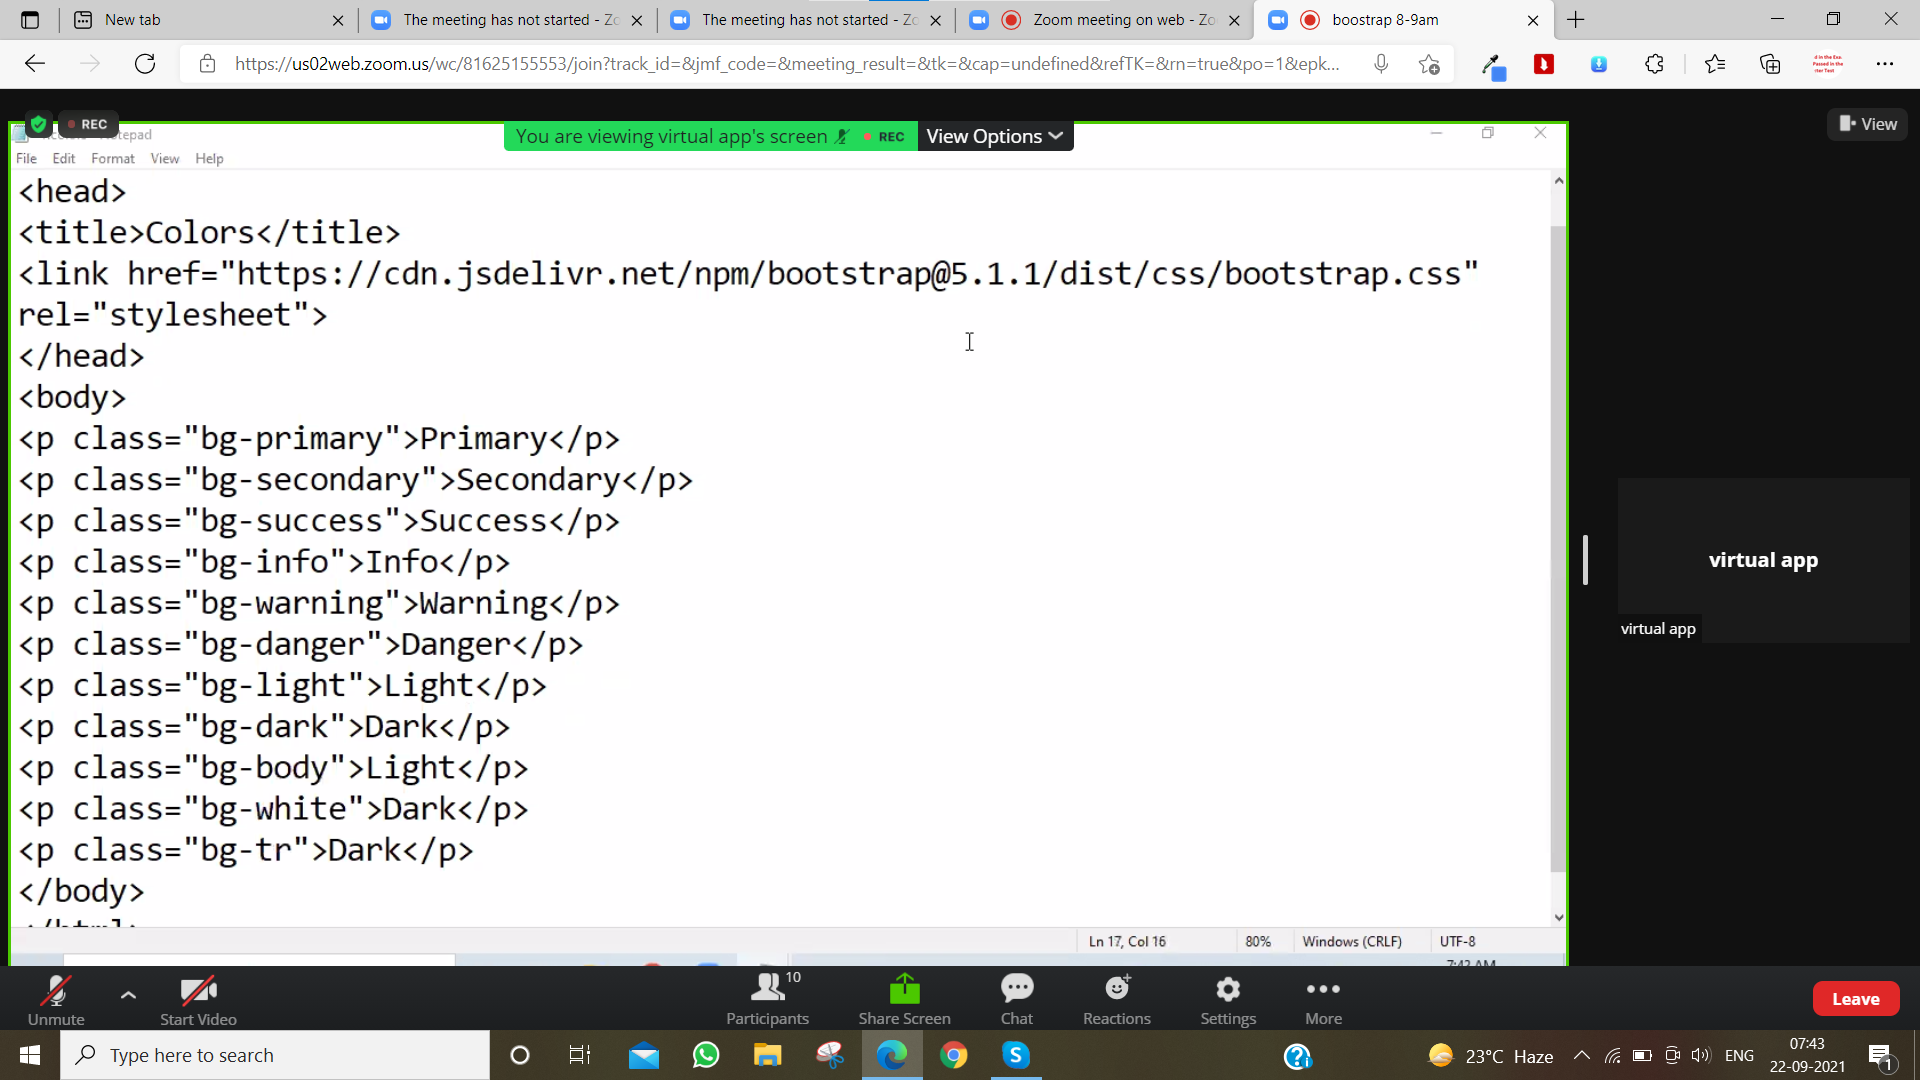 New tab
The meeting has not started - Zo
The meeting has not started - Zo
Zoom meeting on web - Zo
boostrap 8-9am
https://us02web.zoom.us/wc/81625155553/join?track_id=&jmf_code=&meeting_result=&tk=&cap=undefined&refTK=&rn=true&po=1&epk...
REC
You are viewing virtual app's screen
REC
View Options
View
File Edit Format View Help
<head>
<title>Colors</title>
<link href="https://cdn.jsdelivr.net/npm/bootstrap@5.1.1/dist/css/bootstrap.css"
rel="stylesheet">
</head>
<body>
<p class="bg-primary">Primary</p>
<p class="bg-secondary">Secondary</p>
<p class="bg-success">Success</p>
<p class="bg-info">Info</p>
<p class="bg-warning">Warning</p>
<p class="bg-danger">Danger</p>
<p class="bg-light">Light</p>
<p class="bg-dark">Dark</p>
<p class="bg-body">Light</p>
<p class="bg-white">Dark</p>
<p class="bg-tr">Dark</p>
</body>
Ln 17, Col 16
80%
Windows (CRLF)
UTF-8
virtual app
virtual app
Unmute
Start Video
10
Participants
Share Screen
Chat
Reactions
Settings
More
Leave
Type here to search
23°C Haze
ENG
07:43
22-09-2021
1